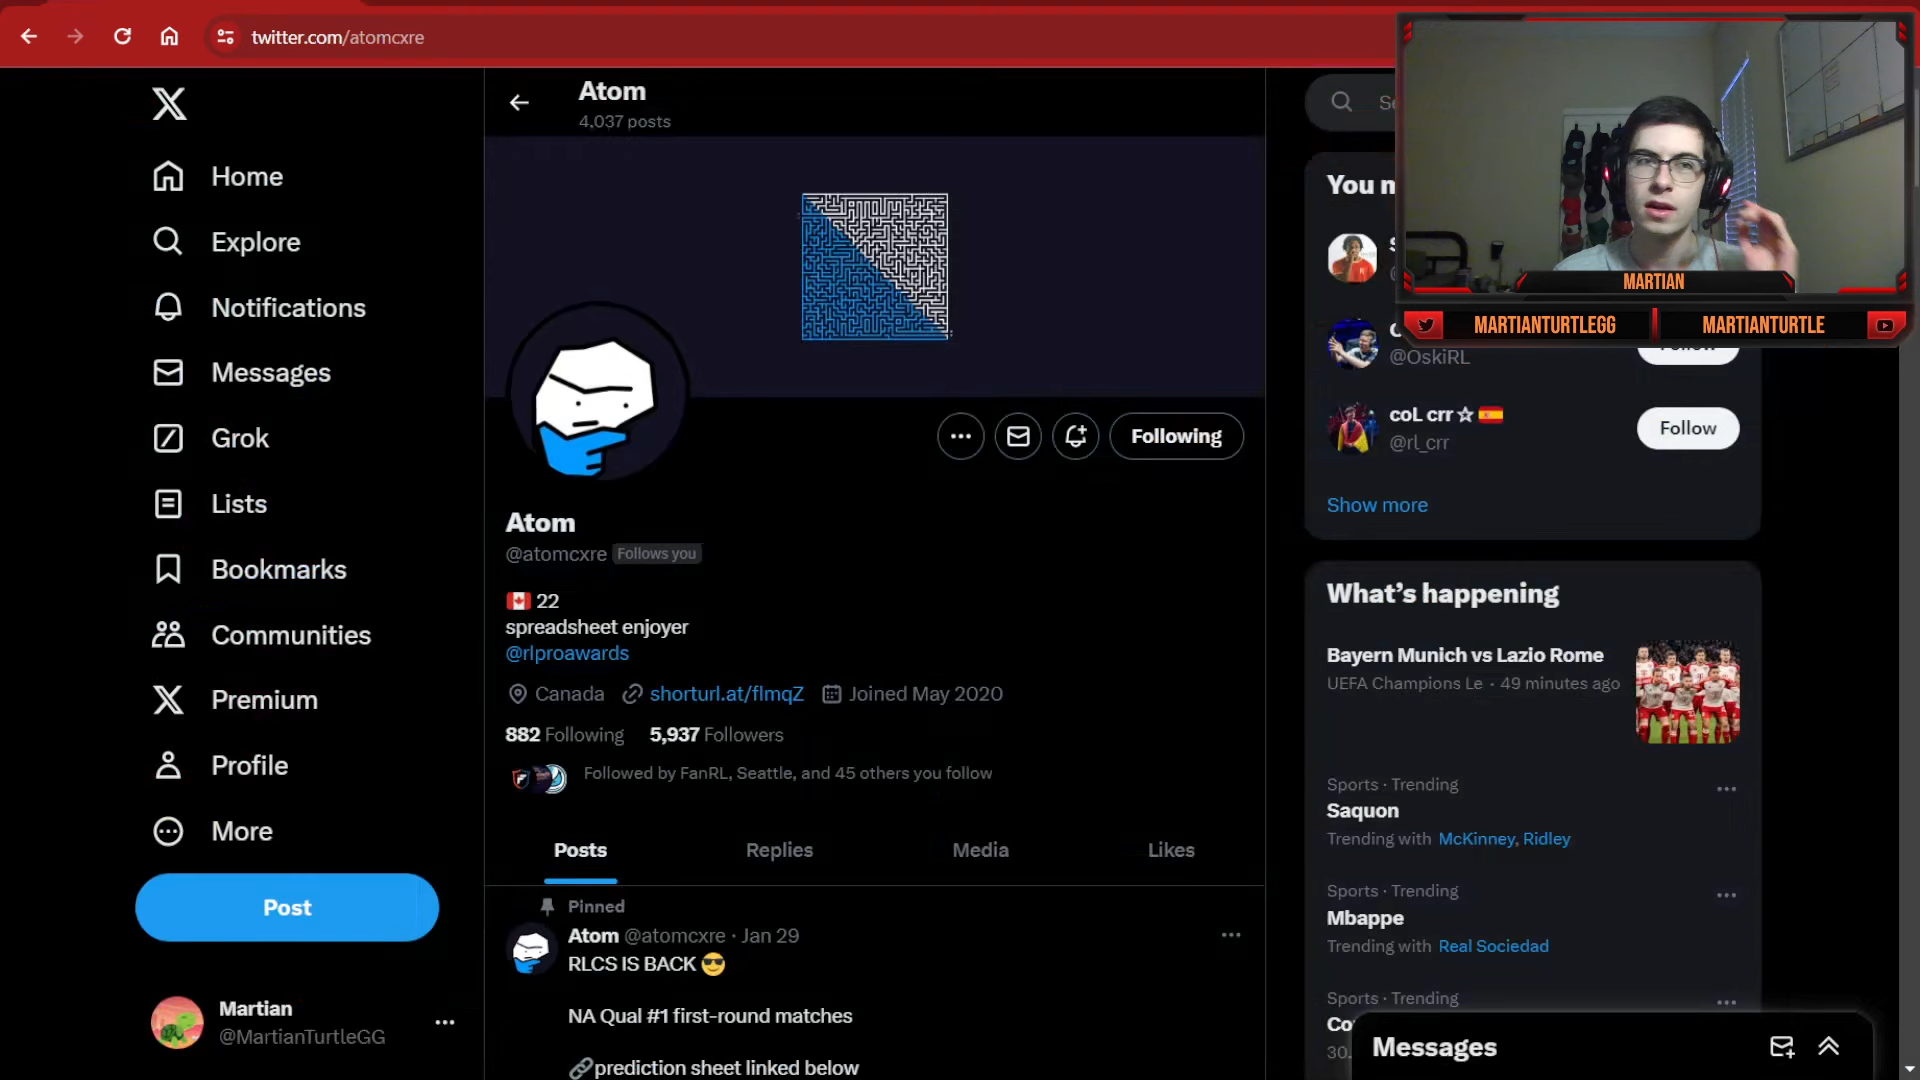 twitter.com/atomcxre
Home
Explore
Notifications
Messages
Grok
Lists
Bookmarks
Communities
Premium
Profile
More
Post
Martian
@MartianTurtleGG
Atom
4,037 posts
Following
Atom
@atomcxre Follows you
22
spreadsheet enjoyer
@rlproawards
Canada shorturl.at/flmqZ Joined May 2020
882 Following 5,937 Followers
Followed by FanRL, Seattle, and 45 others you follow
Posts Replies Media Likes
Pinned
Atom @atomcxre · Jan 29
RLCS IS BACK 😎
NA Qual #1 first-round matches
🔗prediction sheet linked below
MARTIAN
MARTIANTURTLEGG MARTIANTURTLE
@OskiRL
coL crr☆
@rl_crr
Follow
Show more
What's happening
Bayern Munich vs Lazio Rome
UEFA Champions Le · 49 minutes ago
Sports · Trending
Saquon
Trending with McKinney, Ridley
Sports · Trending
Mbappe
Trending with Real Sociedad
Sports · Trending
Messages